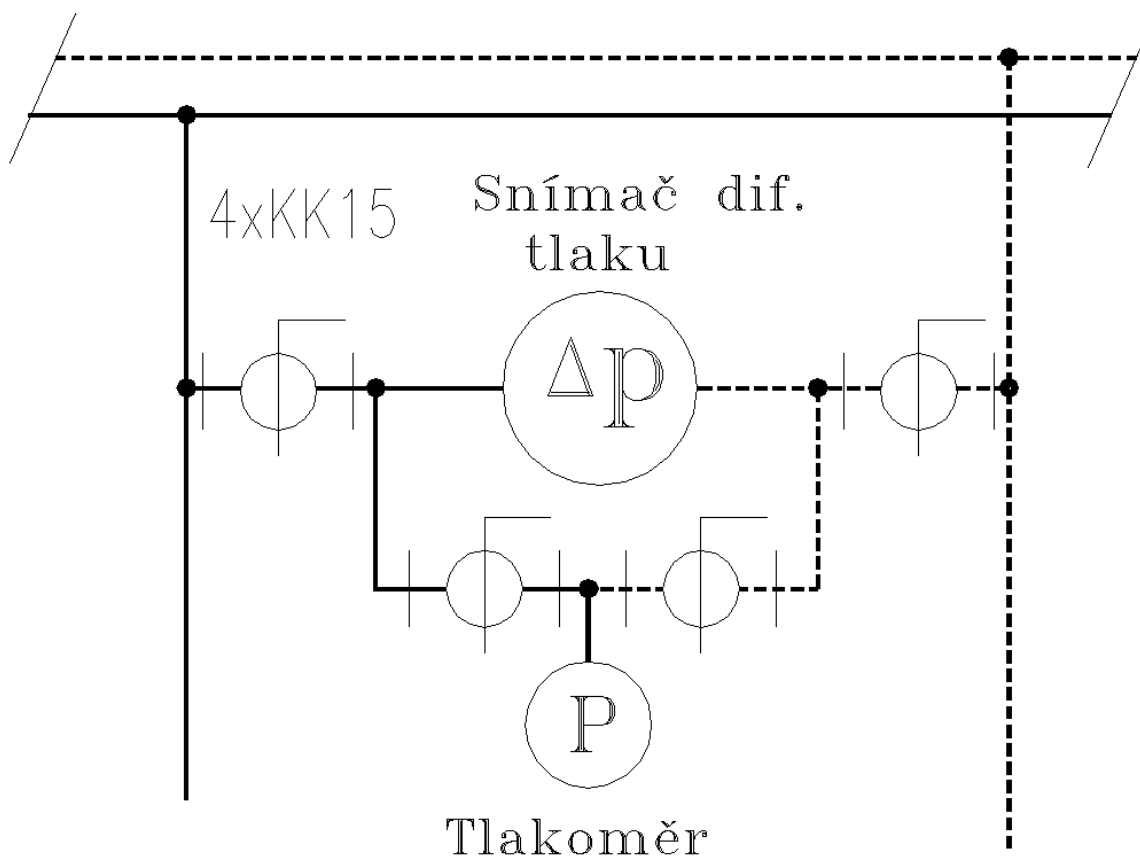 4xKK15
Snímač dif.
tlaku
Δp
P
Tlakoměr